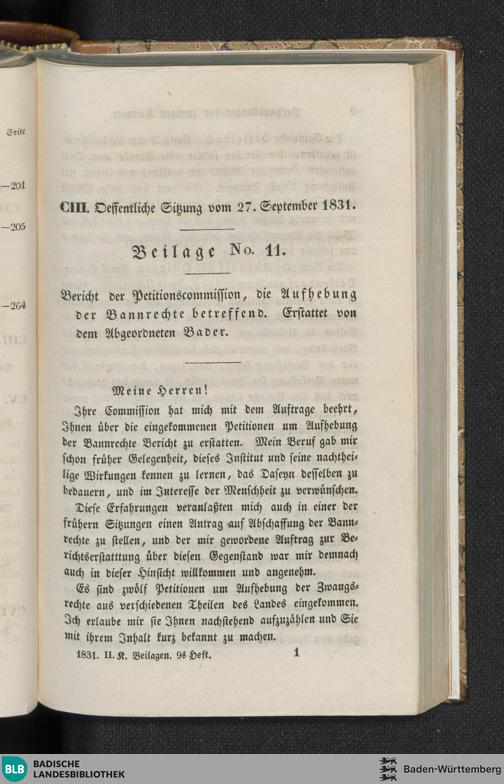 Seite
—201
—205
—264
CIII. Oeffentliche Sitzung vom 27. September 1831.
Beilage No. 11.
Bericht der Petitionscommission, die Aufhebung
der Bannrechte betreffend. Erstattet von
dem Abgeordneten Bader.
Meine Herren!
Ihre Commission hat mich mit dem Auftrage beehrt,
Ihnen über die eingekommenen Petitionen um Aufhebung
der Bannrechte Bericht zu erstatten. Mein Beruf gab mir
schon früher Gelegenheit, dieses Institut und seine nachthei-
lige Wirkungen kennen zu lernen, das Daseyn desselben zu
bedauern, und im Interesse der Menschheit zu verwünschen.
Diese Erfahrungen veranlaßten mich auch in einer der
frühern Sitzungen einen Antrag auf Abschaffung der Bann-
rechte zu stellen, und der mir gewordene Auftrag zur Be-
richtserstatttung über diesen Gegenstand war mir demnach
auch in dieser Hinsicht willkommen und angenehm.
Es sind zwölf Petitionen um Aufhebung der Zwangs-
rechte aus verschiedenen Theilen des Landes eingekommen.
Ich erlaube mir sie Ihnen nachstehend aufzuzählen und Sie
mit ihrem Inhalt kurz bekannt zu machen.
1831. II. K. Beilagen. 9s Heft. 1
BLB BADISCHE
LANDESBIBLIOTHEK
Baden-Württemberg